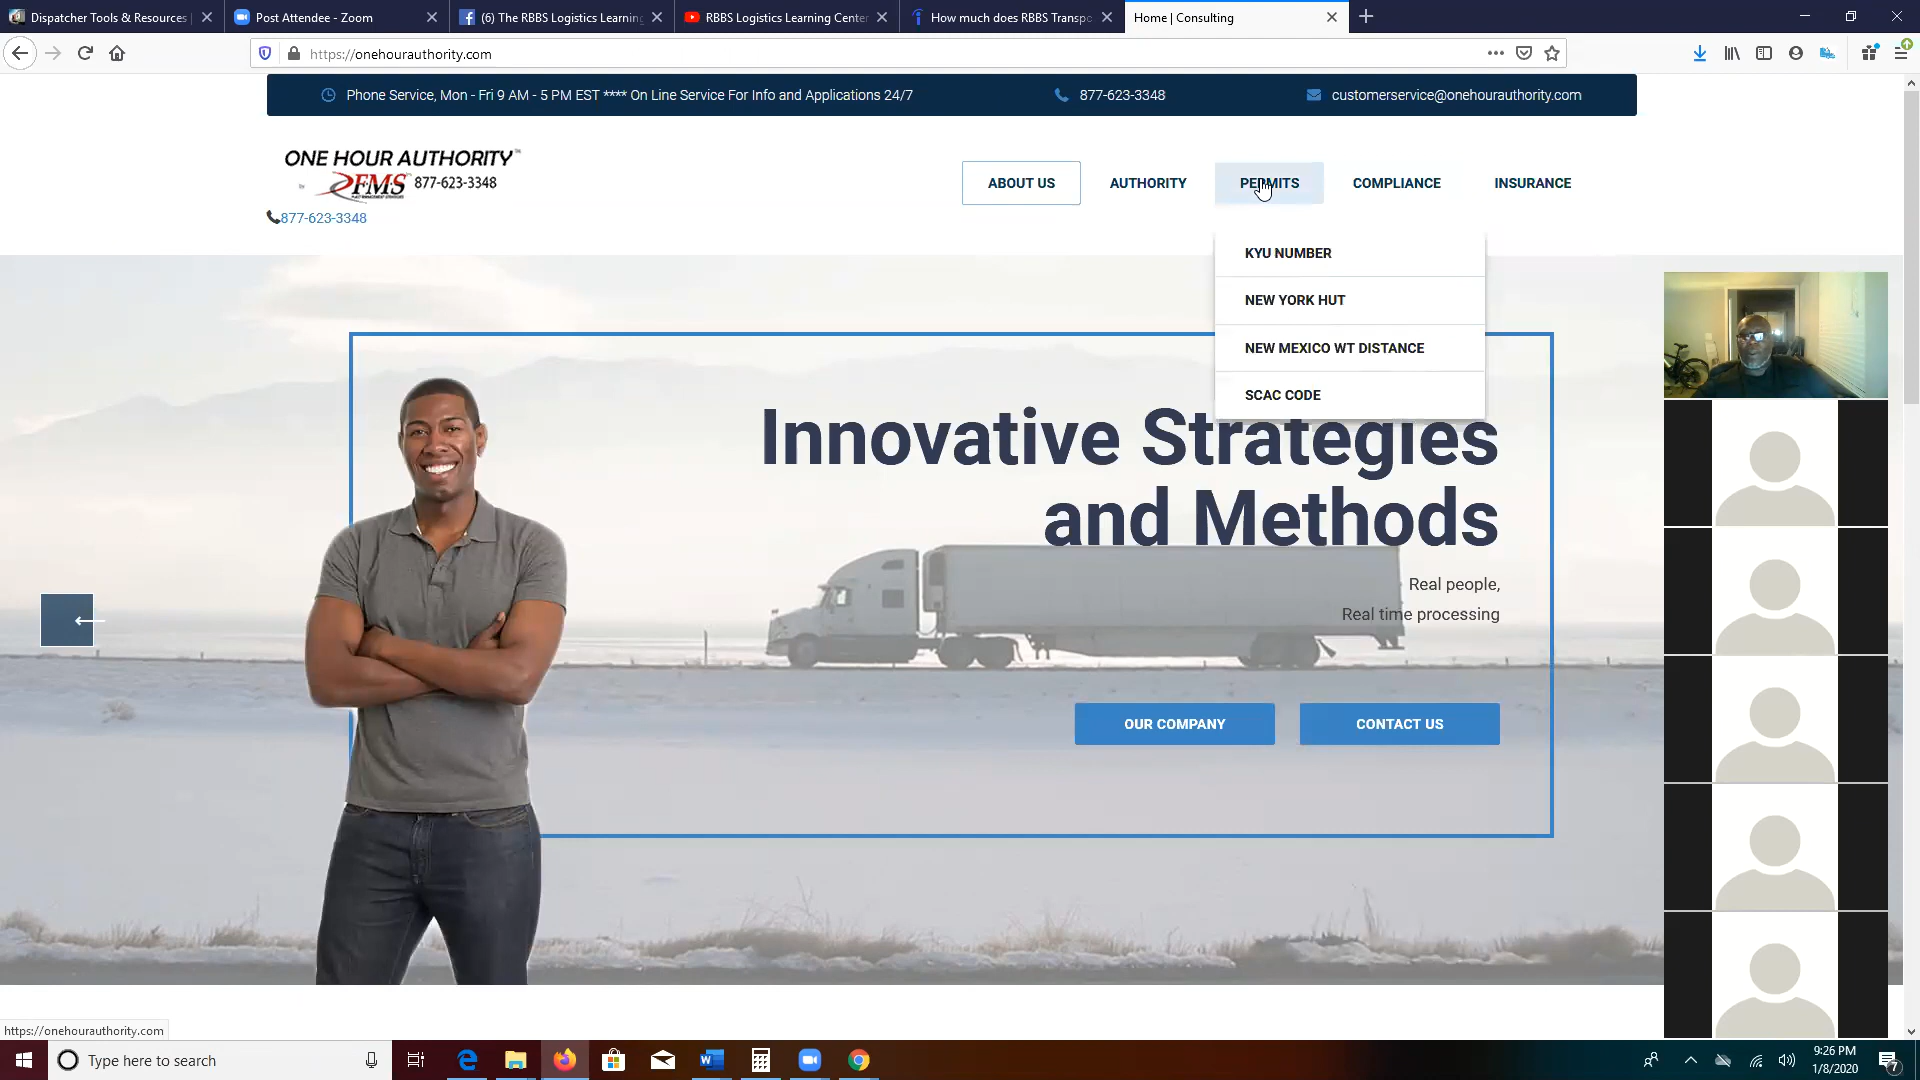 Dispatcher Tools & Resources |
Post Attendee - Zoom
(6) The RBBS Logistics Learning
RBBS Logistics Learning Center
How much does RBBS Transpo
Home | Consulting
https://onehourauthority.com
Phone Service, Mon - Fri 9 AM - 5 PM EST **** On Line Service For Info and Applications 24/7
877-623-3348
customerservice@onehourauthority.com
ONE HOUR AUTHORITY
by FMS 877-623-3348
877-623-3348
ABOUT US
AUTHORITY
PERMITS
COMPLIANCE
INSURANCE
KYU NUMBER
NEW YORK HUT
NEW MEXICO WT DISTANCE
SCAC CODE
Innovative Strategies
and Methods
Real people,
Real time processing
OUR COMPANY
CONTACT US
https://onehourauthority.com
Type here to search
9:26 PM
1/8/2020
7